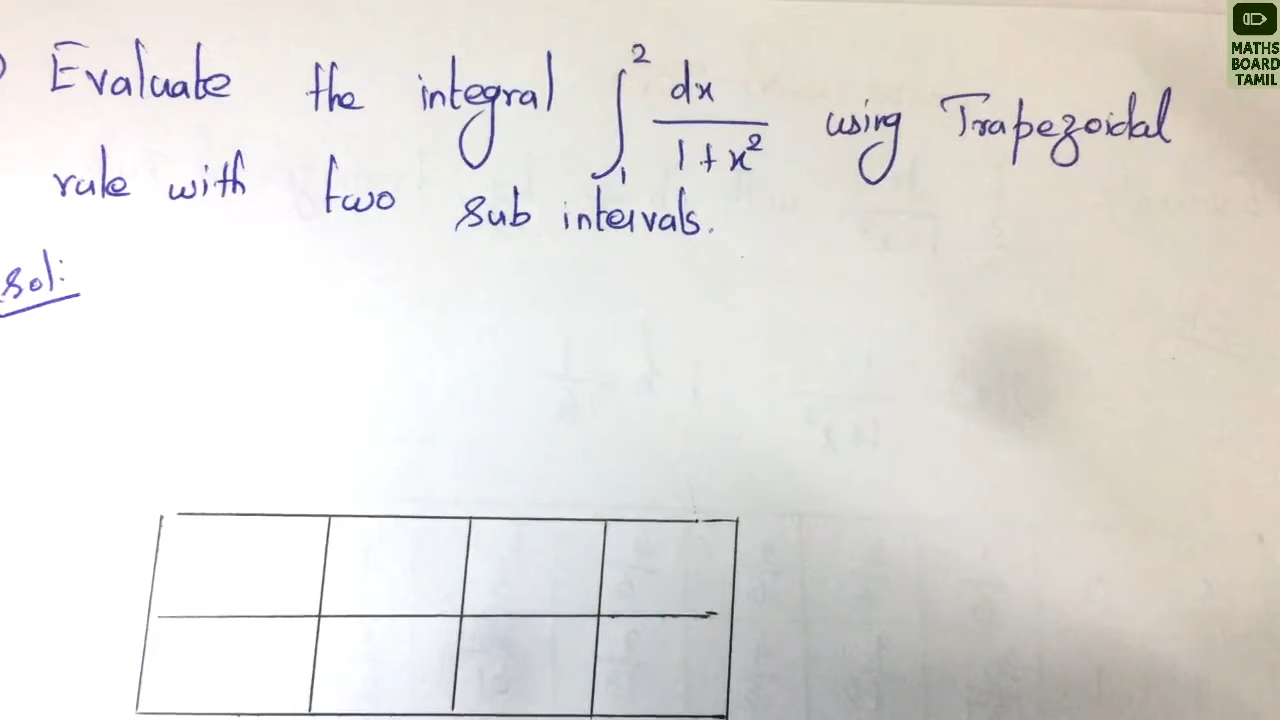 Evaluate the integral ∫₁² dx/(1+x²) using Trapezoidal
rule with two sub intervals.
Sol:
MATHS
BOARD
TAMIL